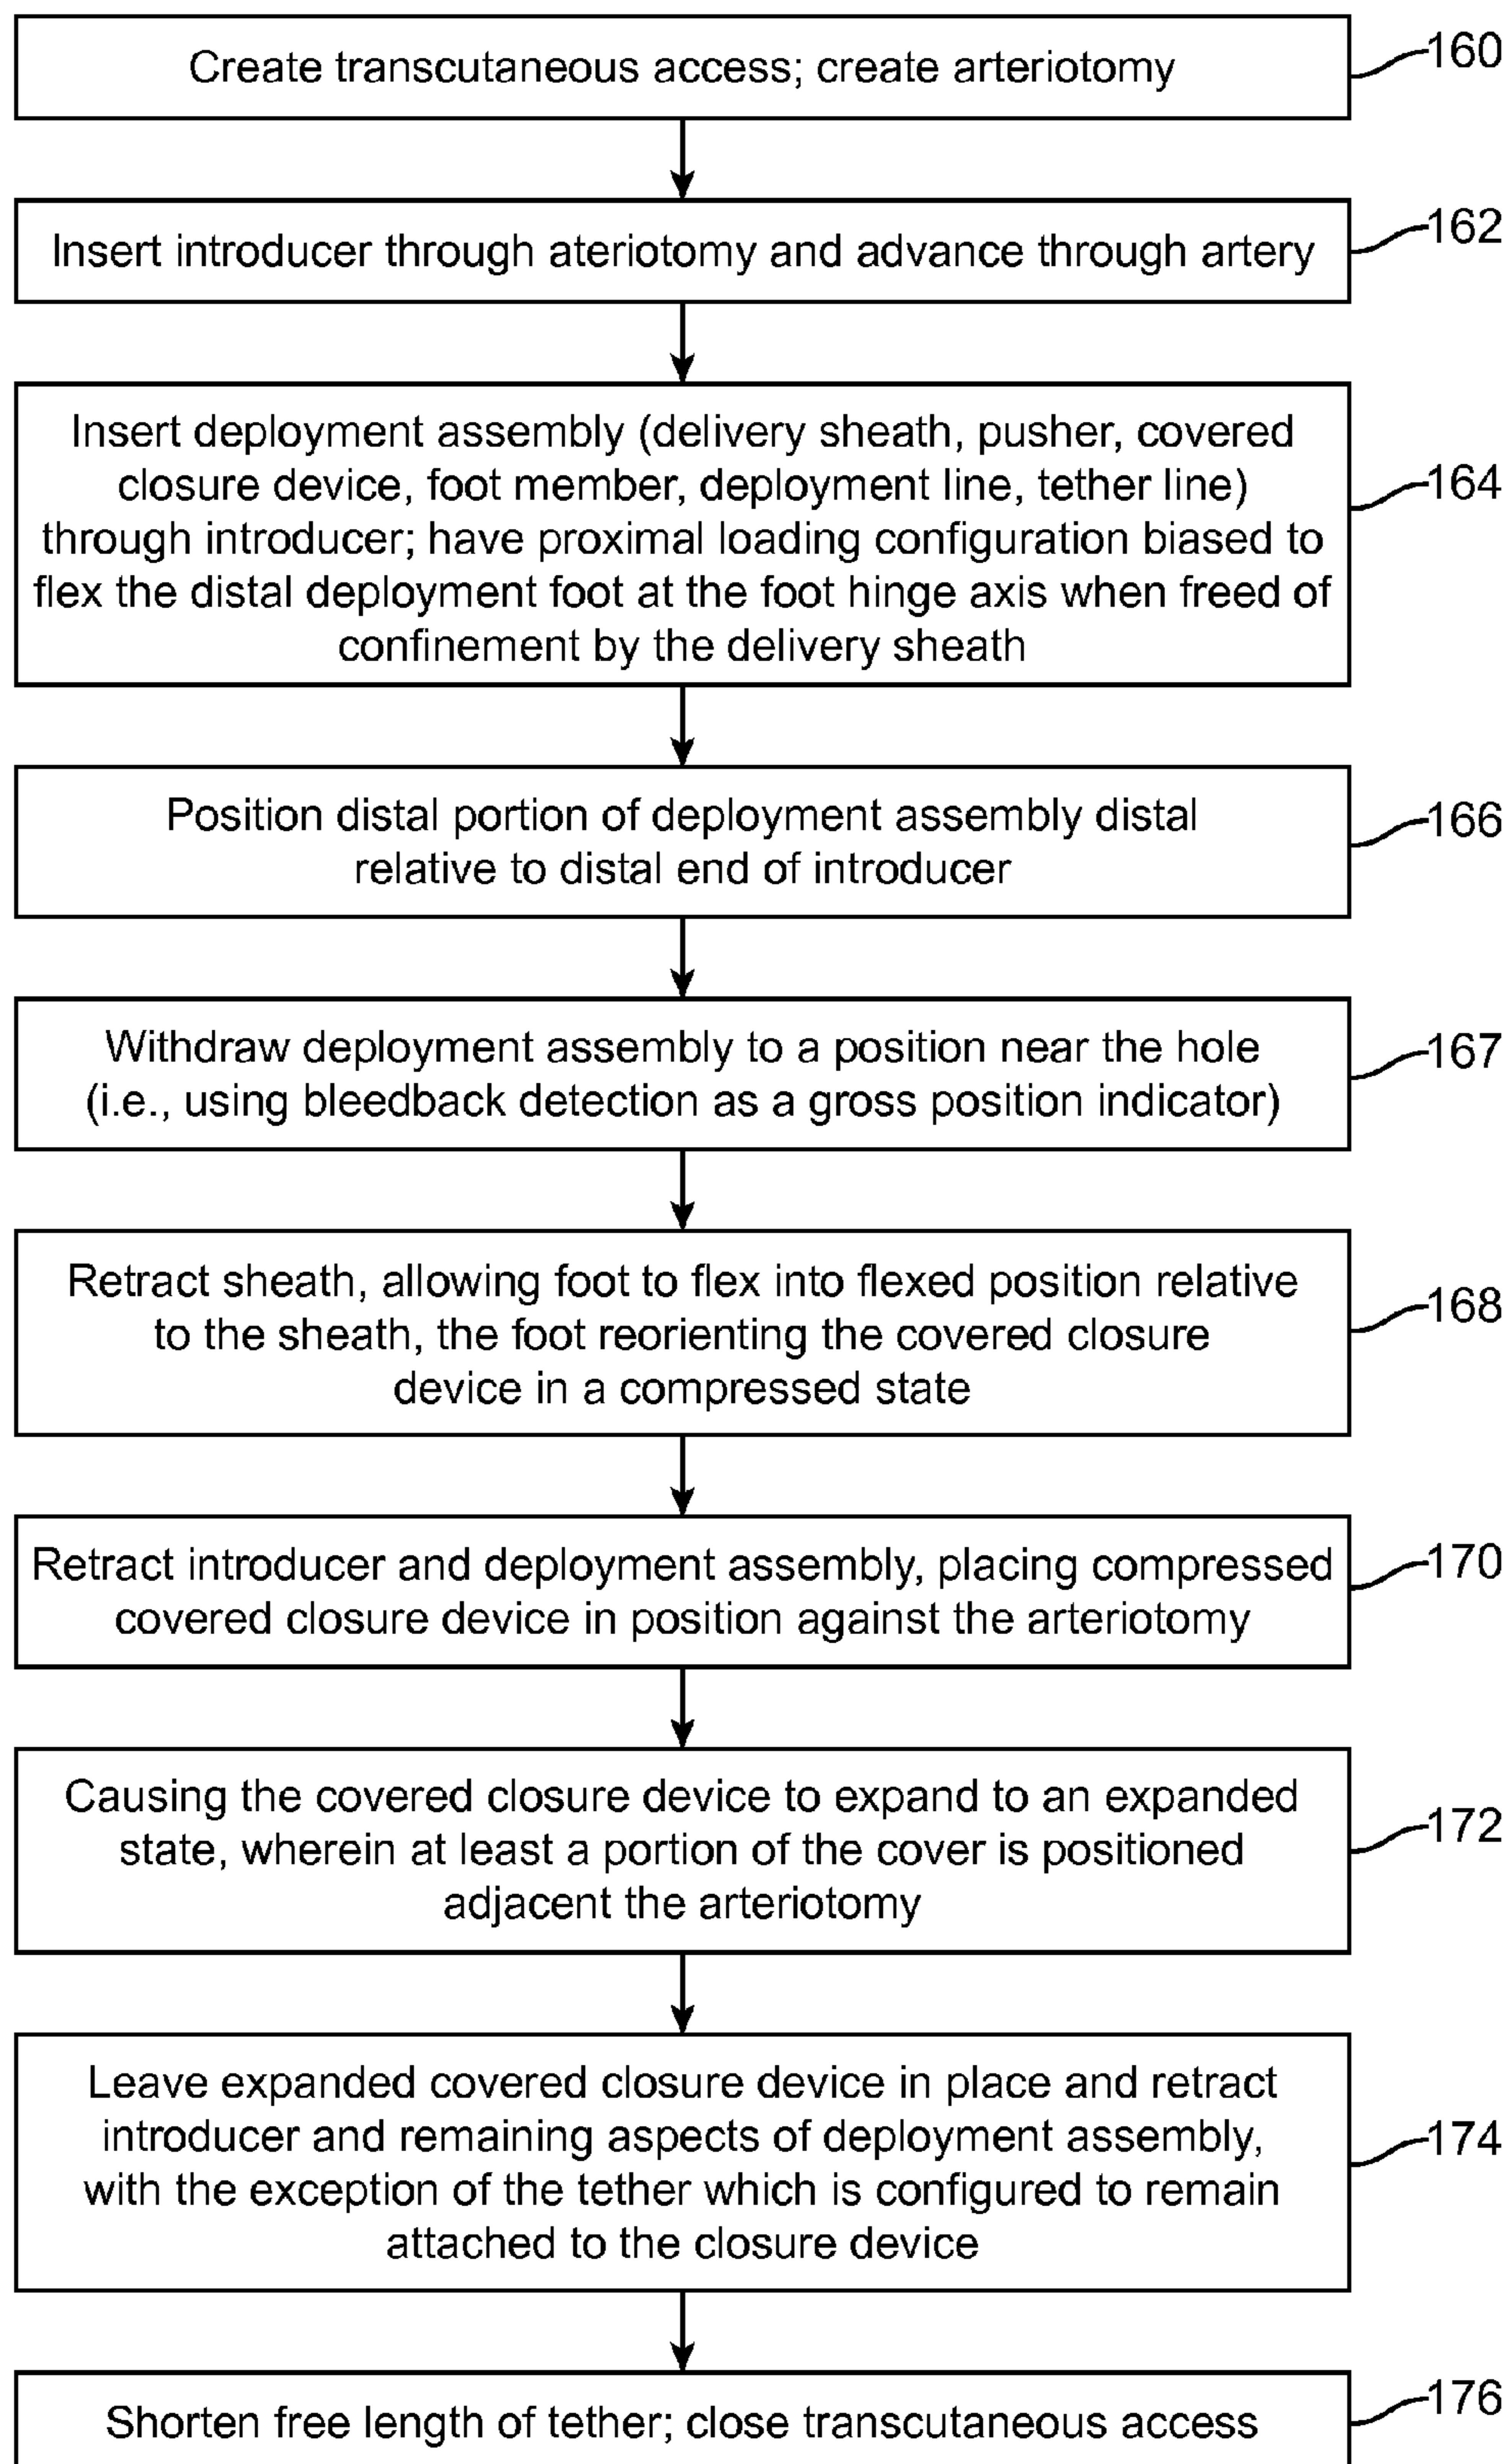 Create transcutaneous access; create arteriotomy
160
Insert introducer through ateriotomy and advance through artery
162
Insert deployment assembly (delivery sheath, pusher, covered
closure device, foot member, deployment line, tether line)
through introducer; have proximal loading configuration biased to
flex the distal deployment foot at the foot hinge axis when freed of
confinement by the delivery sheath
164
Position distal portion of deployment assembly distal
relative to distal end of introducer
166
Withdraw deployment assembly to a position near the hole
(i.e., using bleedback detection as a gross position indicator)
167
Retract sheath, allowing foot to flex into flexed position relative
to the sheath, the foot reorienting the covered closure
device in a compressed state
168
Retract introducer and deployment assembly, placing compressed
covered closure device in position against the arteriotomy
170
Causing the covered closure device to expand to an expanded
state, wherein at least a portion of the cover is positioned
adjacent the arteriotomy
172
Leave expanded covered closure device in place and retract
introducer and remaining aspects of deployment assembly,
with the exception of the tether which is configured to remain
attached to the closure device
174
Shorten free length of tether; close transcutaneous access
176